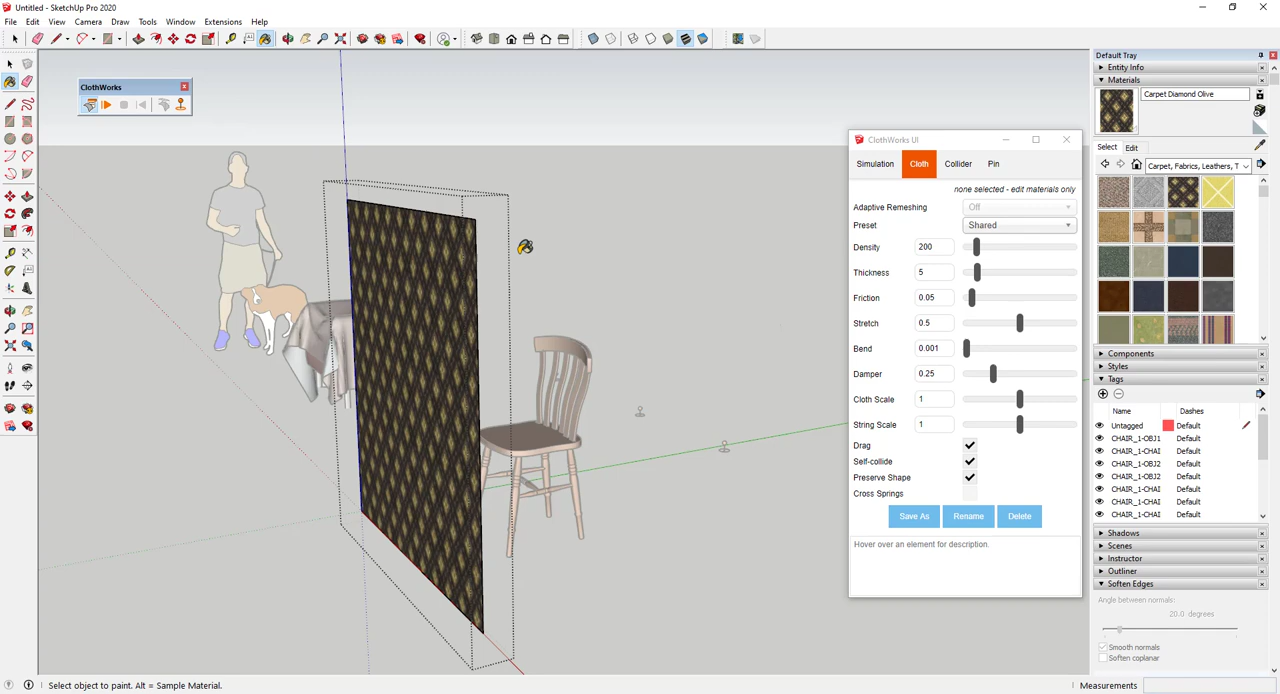 Untitled - SketchUp Pro 2020
File Edit View Camera Draw Tools Window Extensions Help
ClothWorks
ClothWorks UI
Simulation Cloth Collider Pin
none selected - edit materials only
Adaptive Remeshing Off
Preset Shared
Density 200
Thickness 5
Friction 0.05
Stretch 0.5
Bend 0.001
Damper 0.25
Cloth Scale 1
String Scale 1
Drag
Self-collide
Preserve Shape
Cross Springs
Save As Rename Delete
Hover over an element for description.
Default Tray
Entity Info
Materials
Carpet Diamond Olive
Select Edit
Carpet, Fabrics, Leathers, T
Components
Styles
Tags
Name Dashes
Untagged Default
CHAIR_1-OBJ1 Default
CHAIR_1-CHAI Default
CHAIR_1-OBJ2 Default
CHAIR_1-OBJ2 Default
CHAIR_1-CHAI Default
CHAIR_1-CHAI Default
CHAIR_1-CHAI Default
Shadows
Scenes
Instructor
Outliner
Soften Edges
Angle between normals:
20.0 degrees
Smooth normals
Soften coplanar
Select object to paint. Alt = Sample Material.
Measurements